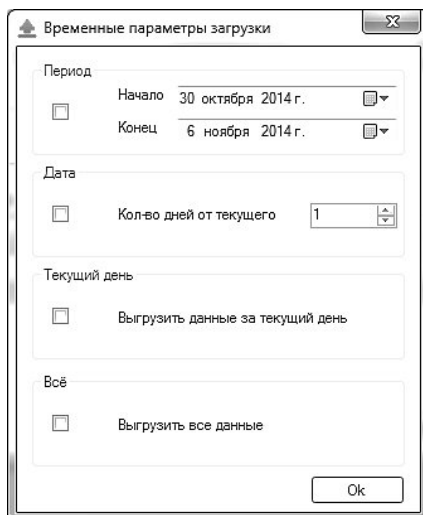 Временные параметры загрузки
Период
Начало 30 октября 2014 г.
Конец 6 ноября 2014 г.
Дата
Кол-во дней от текущего 1
Текущий день
Выгрузить данные за текущий день
Всё
Выгрузить все данные
Ok